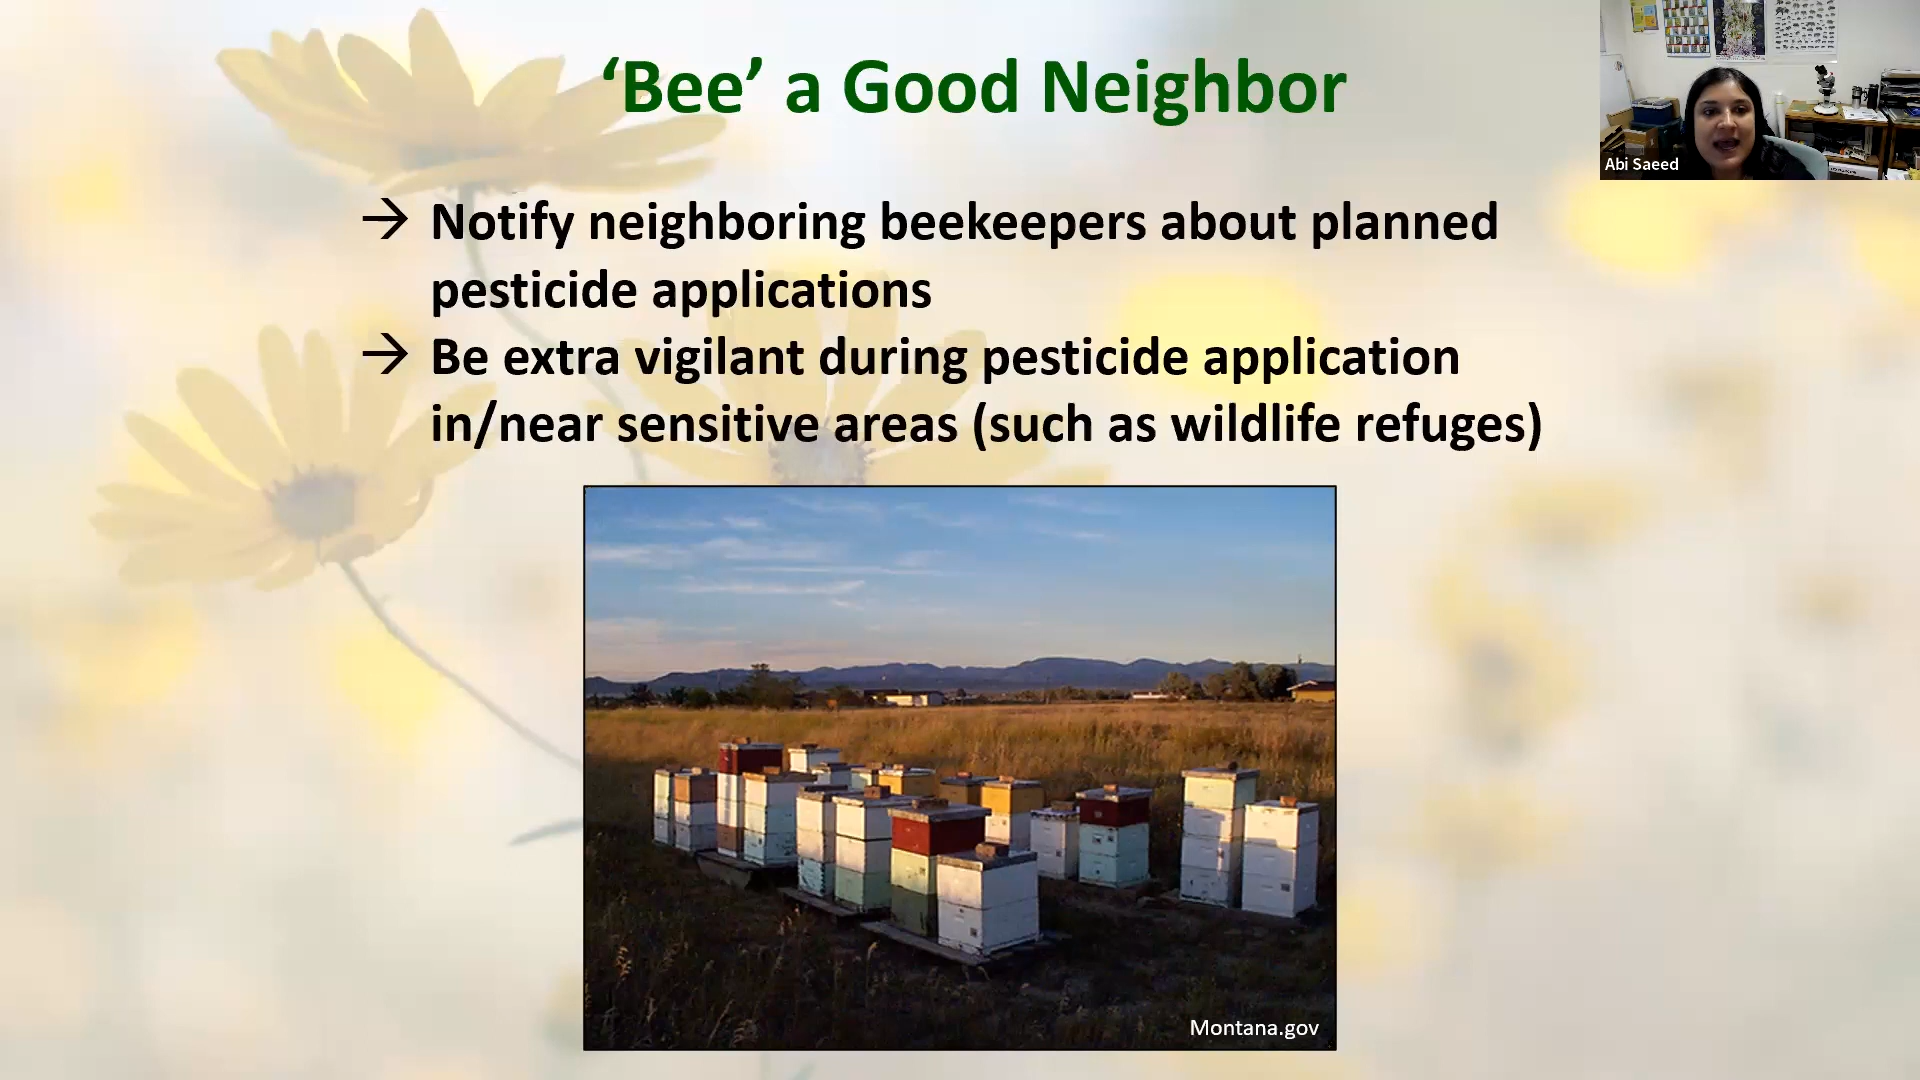 ‘Bee’ a Good Neighbor
→ Notify neighboring beekeepers about planned
pesticide applications
→ Be extra vigilant during pesticide application
in/near sensitive areas (such as wildlife refuges)
Montana.gov
Abi Saeed